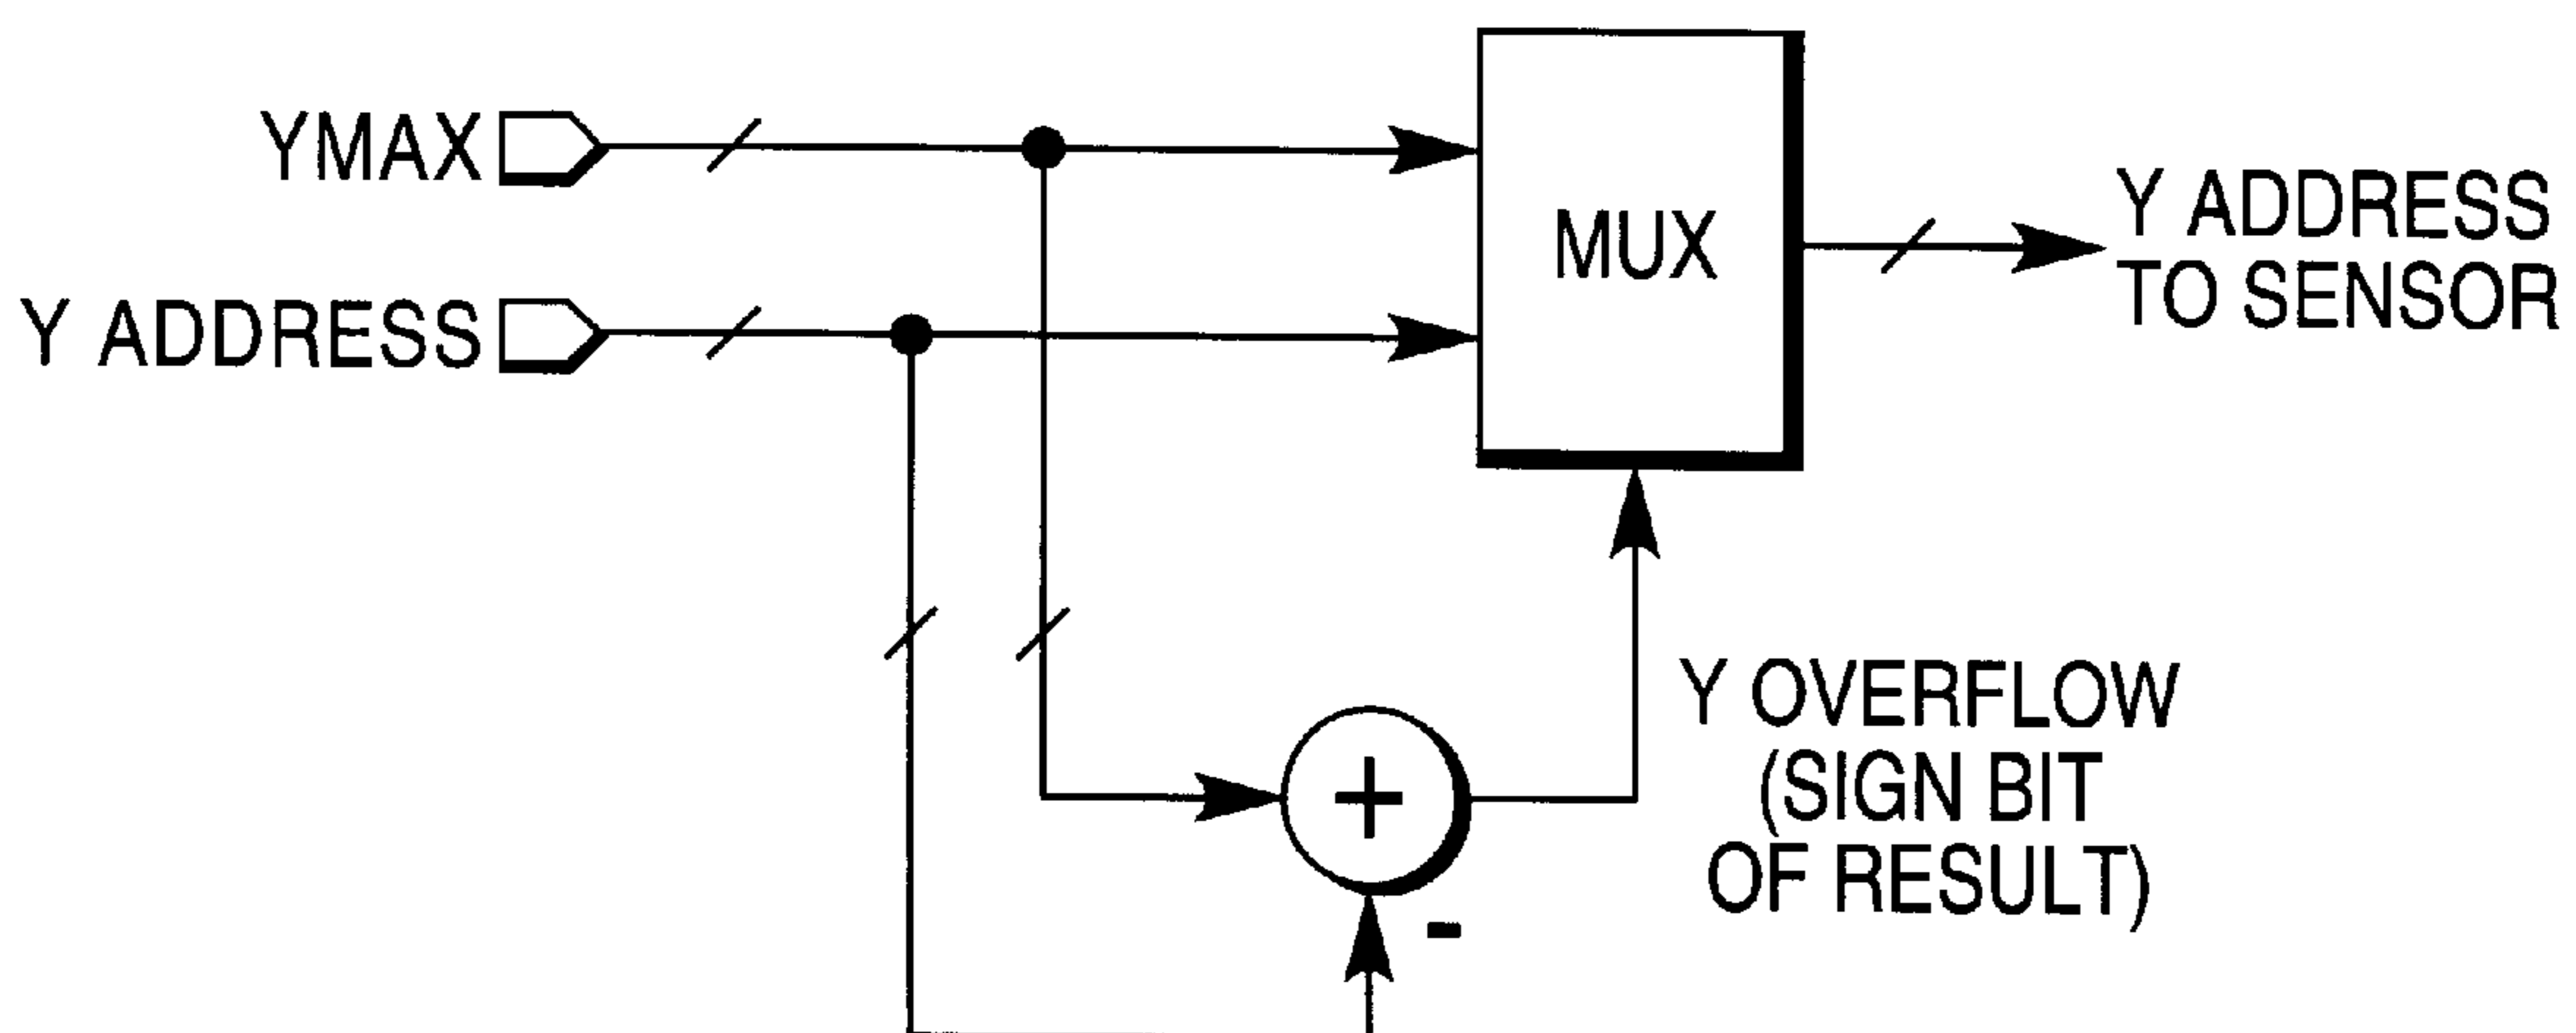 YMAX
Y ADDRESS
MUX
Y ADDRESS
TO SENSOR
+
Y OVERFLOW
(SIGN BIT
OF RESULT)
-